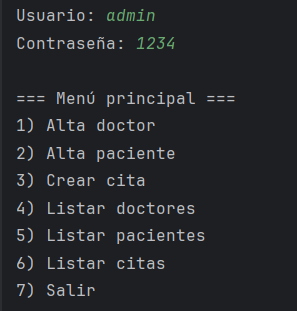 Usuario: admin
Contraseña: 1234
=== Menú principal ===
1) Alta doctor
2) Alta paciente
3) Crear cita
4) Listar doctores
5) Listar pacientes
6) Listar citas
7) Salir